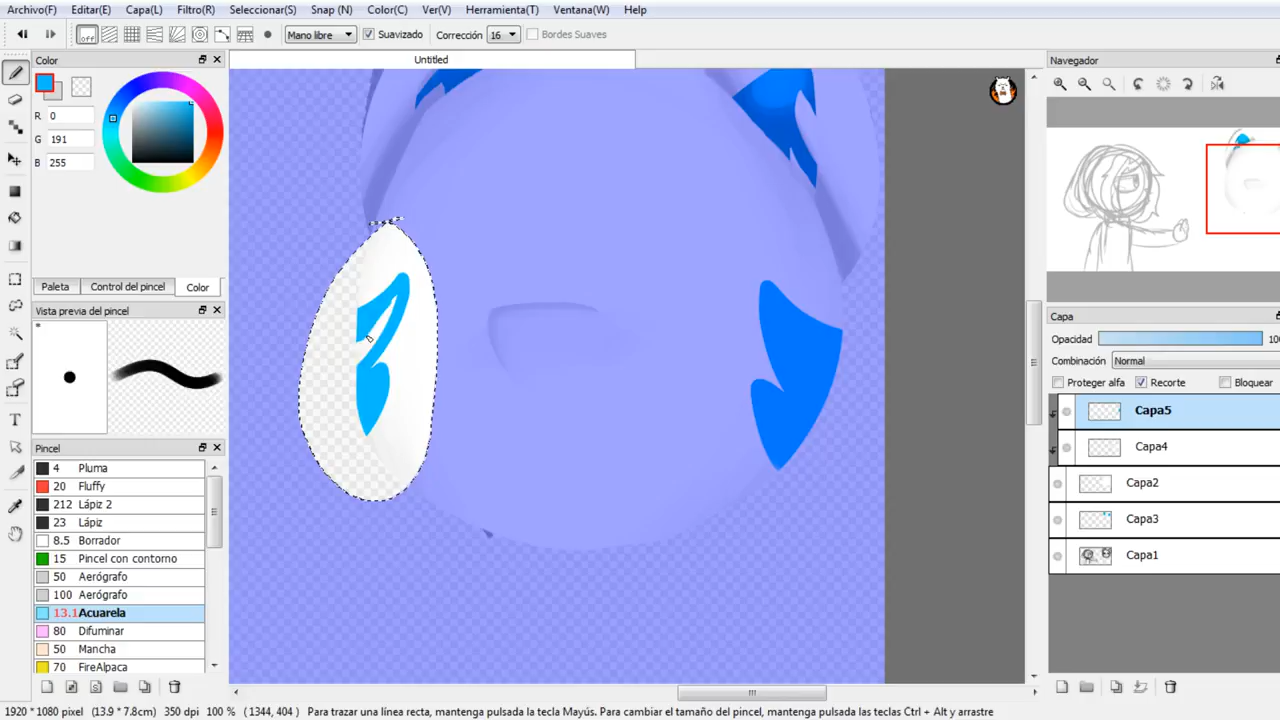 Archivo(F) Editar(E) Capa(L) Filtro(R) Seleccionar(S) Snap (N) Color(C) Ver(V) Herramienta(T) Ventana(W) Help
off Mano libre Suavizado Corrección 16 Bordes Suaves
Color
Untitled
Navegador
R 0
G 191
B 255
Paleta Control del pincel Color
Vista previa del pincel
Capa
Opacidad 100
Combinación Normal
Proteger alfa Recorte Bloquear
Capa5
Capa4
Capa2
Capa3
Capa1
Pincel
4 Pluma
20 Fluffy
212 Lápiz 2
23 Lápiz
8.5 Borrador
15 Pincel con contorno
50 Aerógrafo
100 Aerógrafo
13.1 Acuarela
80 Difuminar
50 Mancha
70 FireAlpaca
1920 * 1080 pixel (13.9 * 7.8cm) 350 dpi 100 % (1344, 404) Para trazar una línea recta, mantenga pulsada la tecla Mayús. Para cambiar el tamaño del pincel, mantenga pulsadas las teclas Ctrl + Alt y arrastre